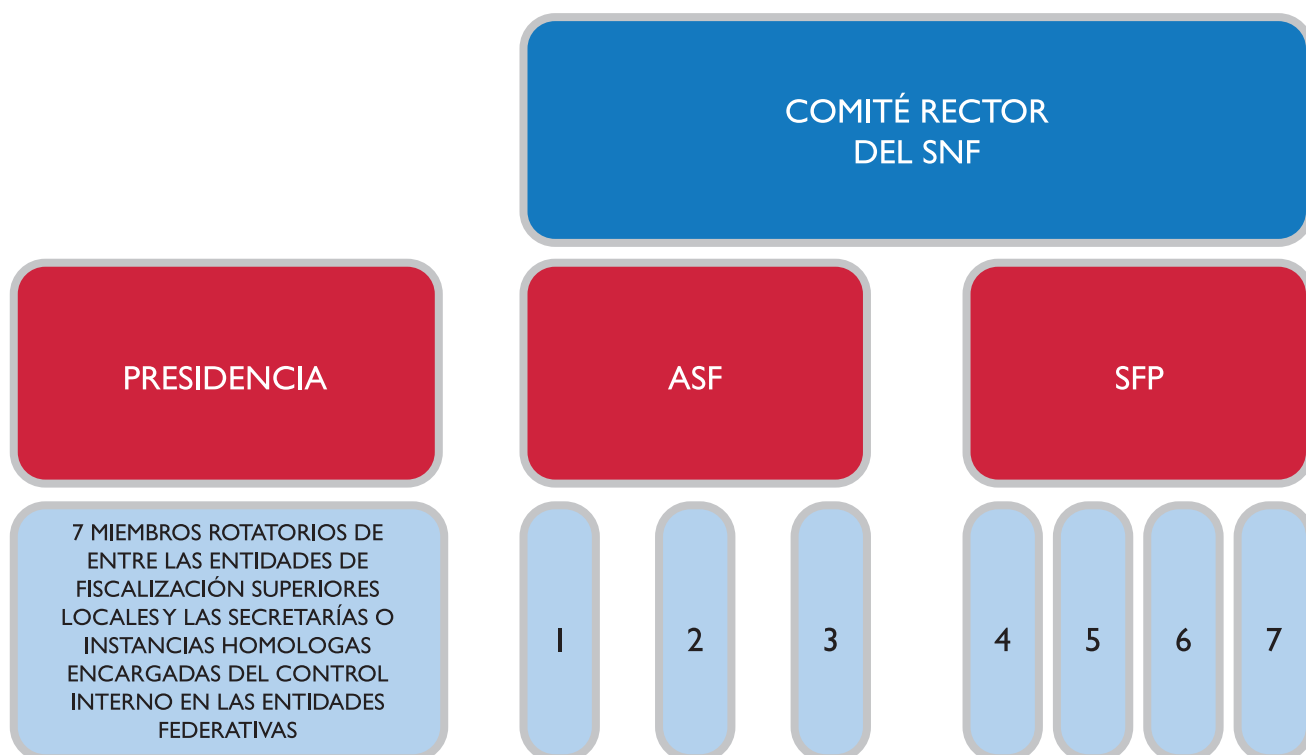 COMITÉ RECTOR
DEL SNF
PRESIDENCIA
ASF
SFP
7 MIEMBROS ROTATORIOS DE
ENTRE LAS ENTIDADES DE
FISCALIZACIÓN SUPERIORES
LOCALES Y LAS SECRETARÍAS O
INSTANCIAS HOMOLOGAS
ENCARGADAS DEL CONTROL
INTERNO EN LAS ENTIDADES
FEDERATIVAS
1
2
3
4
5
6
7